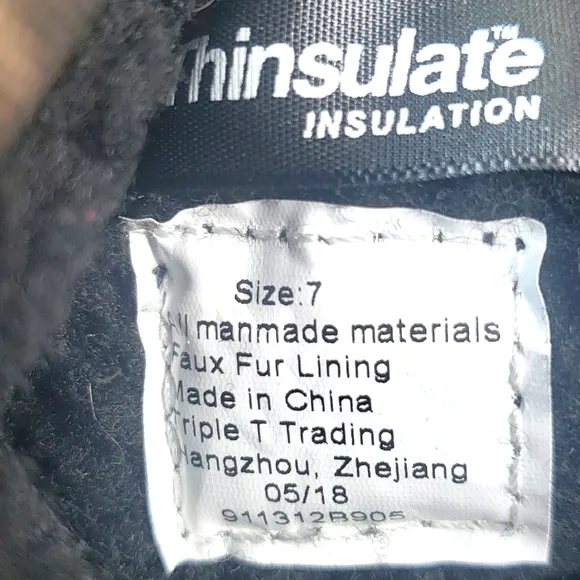 Thinsulate™
INSULATION
Size:7
All manmade materials
Faux Fur Lining
Made in China
Triple T Trading
Hangzhou, Zhejiang
05/18
911312B905